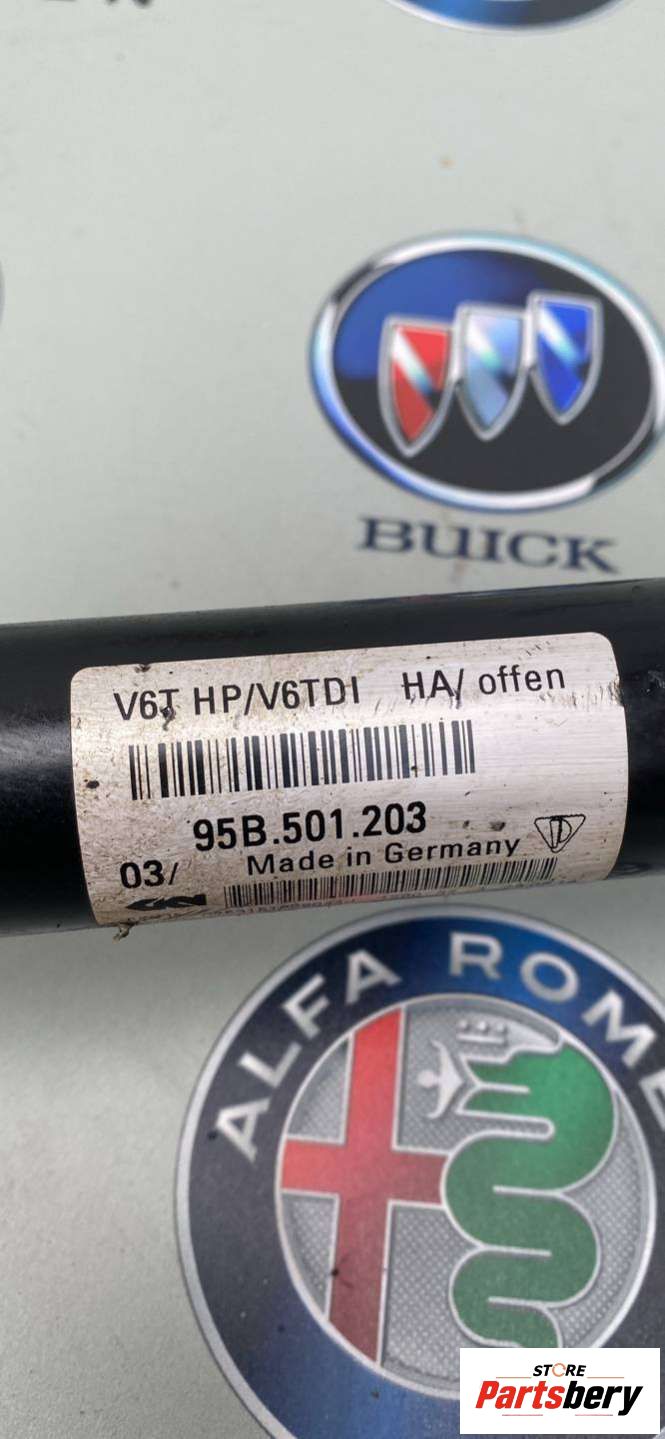 BUICK
V6T HP/V6TDI HA/ offen
95B.501.203
03/ Made in Germany
ALFA ROME
STORE
Partsbery